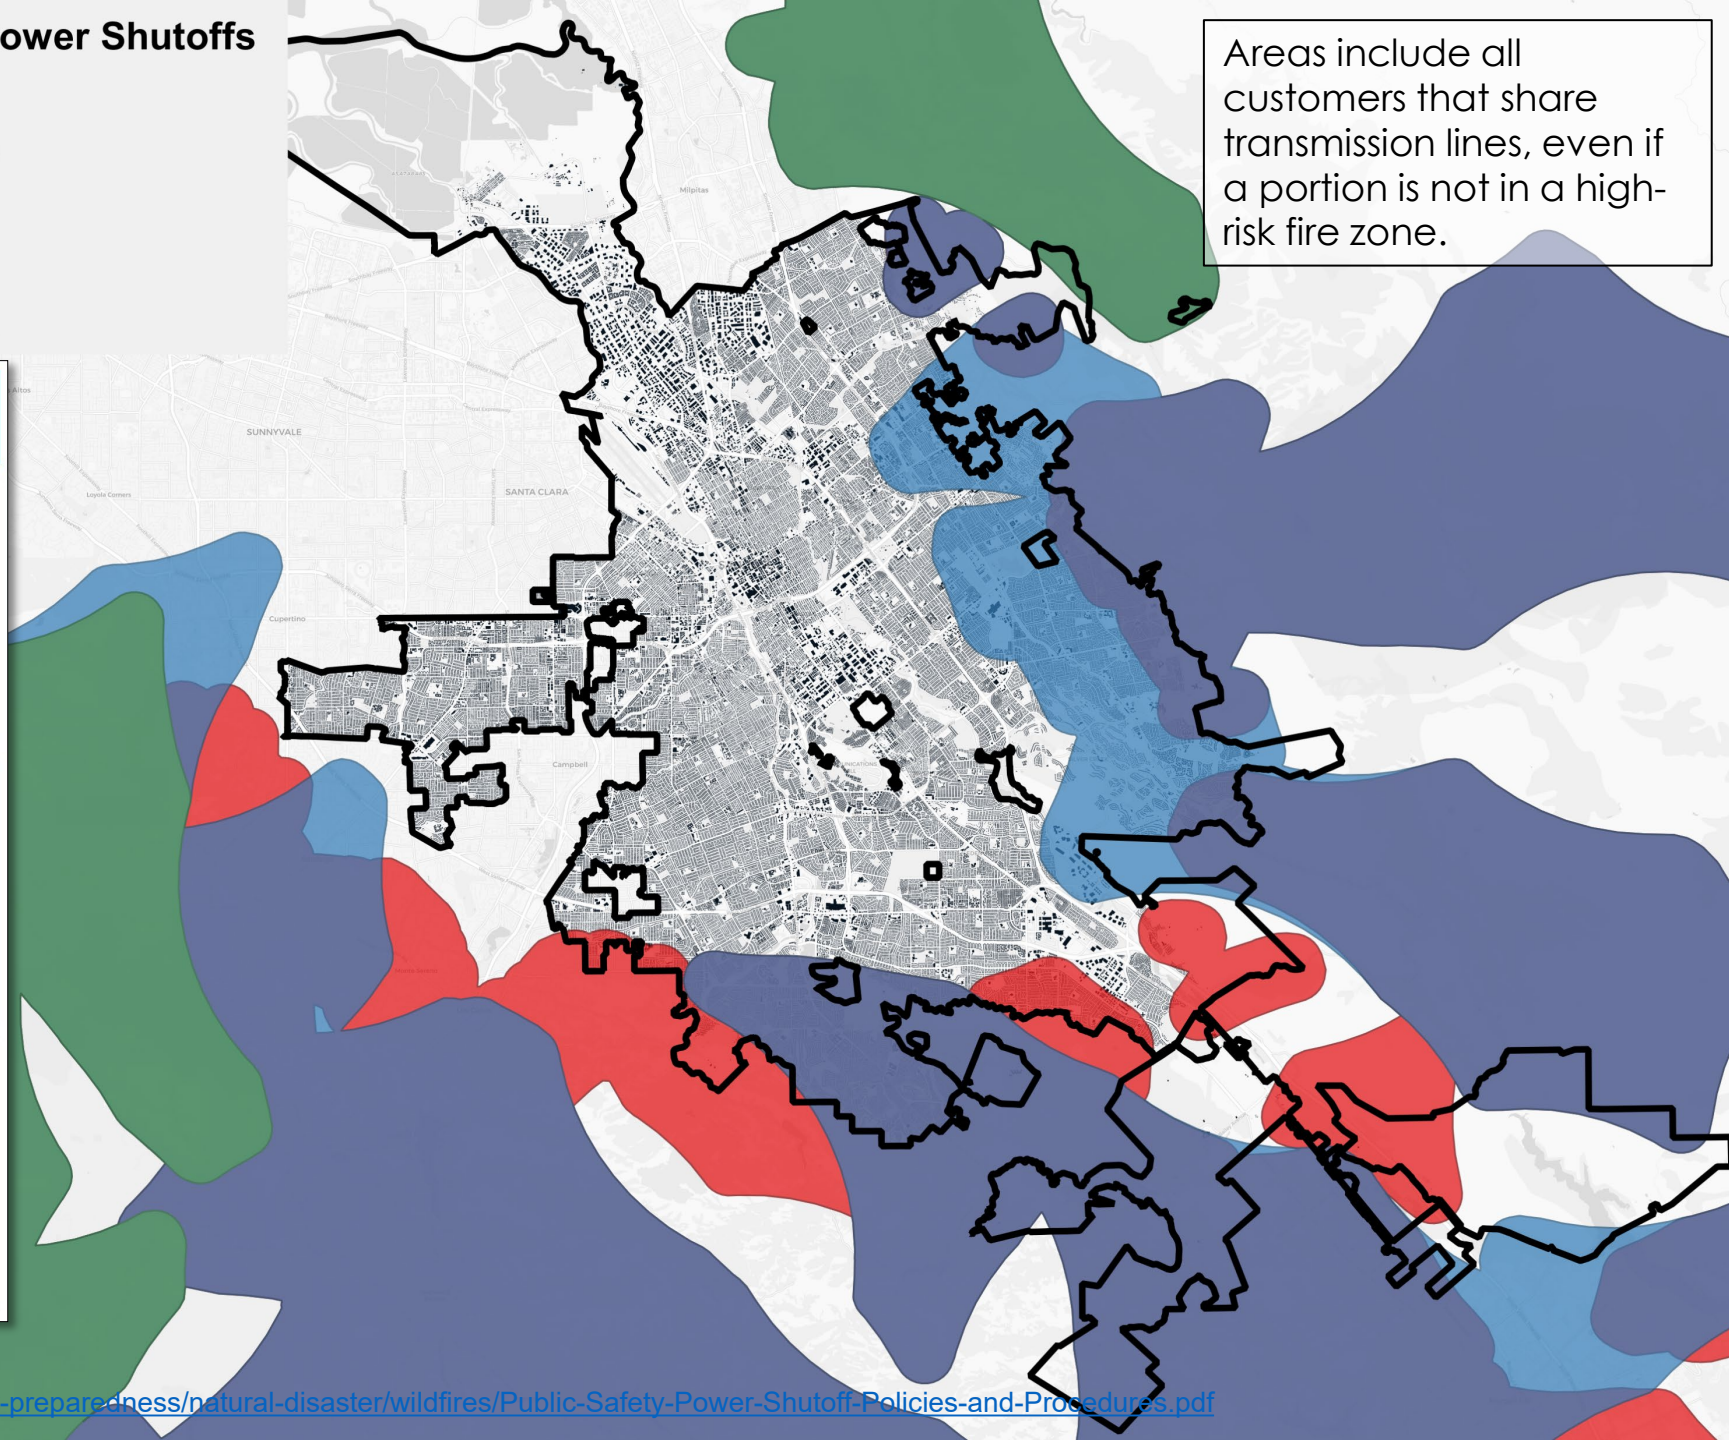 ower Shutoffs
Areas include all
customers that share
transmission lines, even if
a portion is not in a high-
risk fire zone.
Milpitas
SUNNYVALE
SANTA CLARA
Loyola Corners
Cupertino
Campbell
-preparedness/natural-disaster/wildfires/Public-Safety-Power-Shutoff-Policies-and-Procedures.pdf